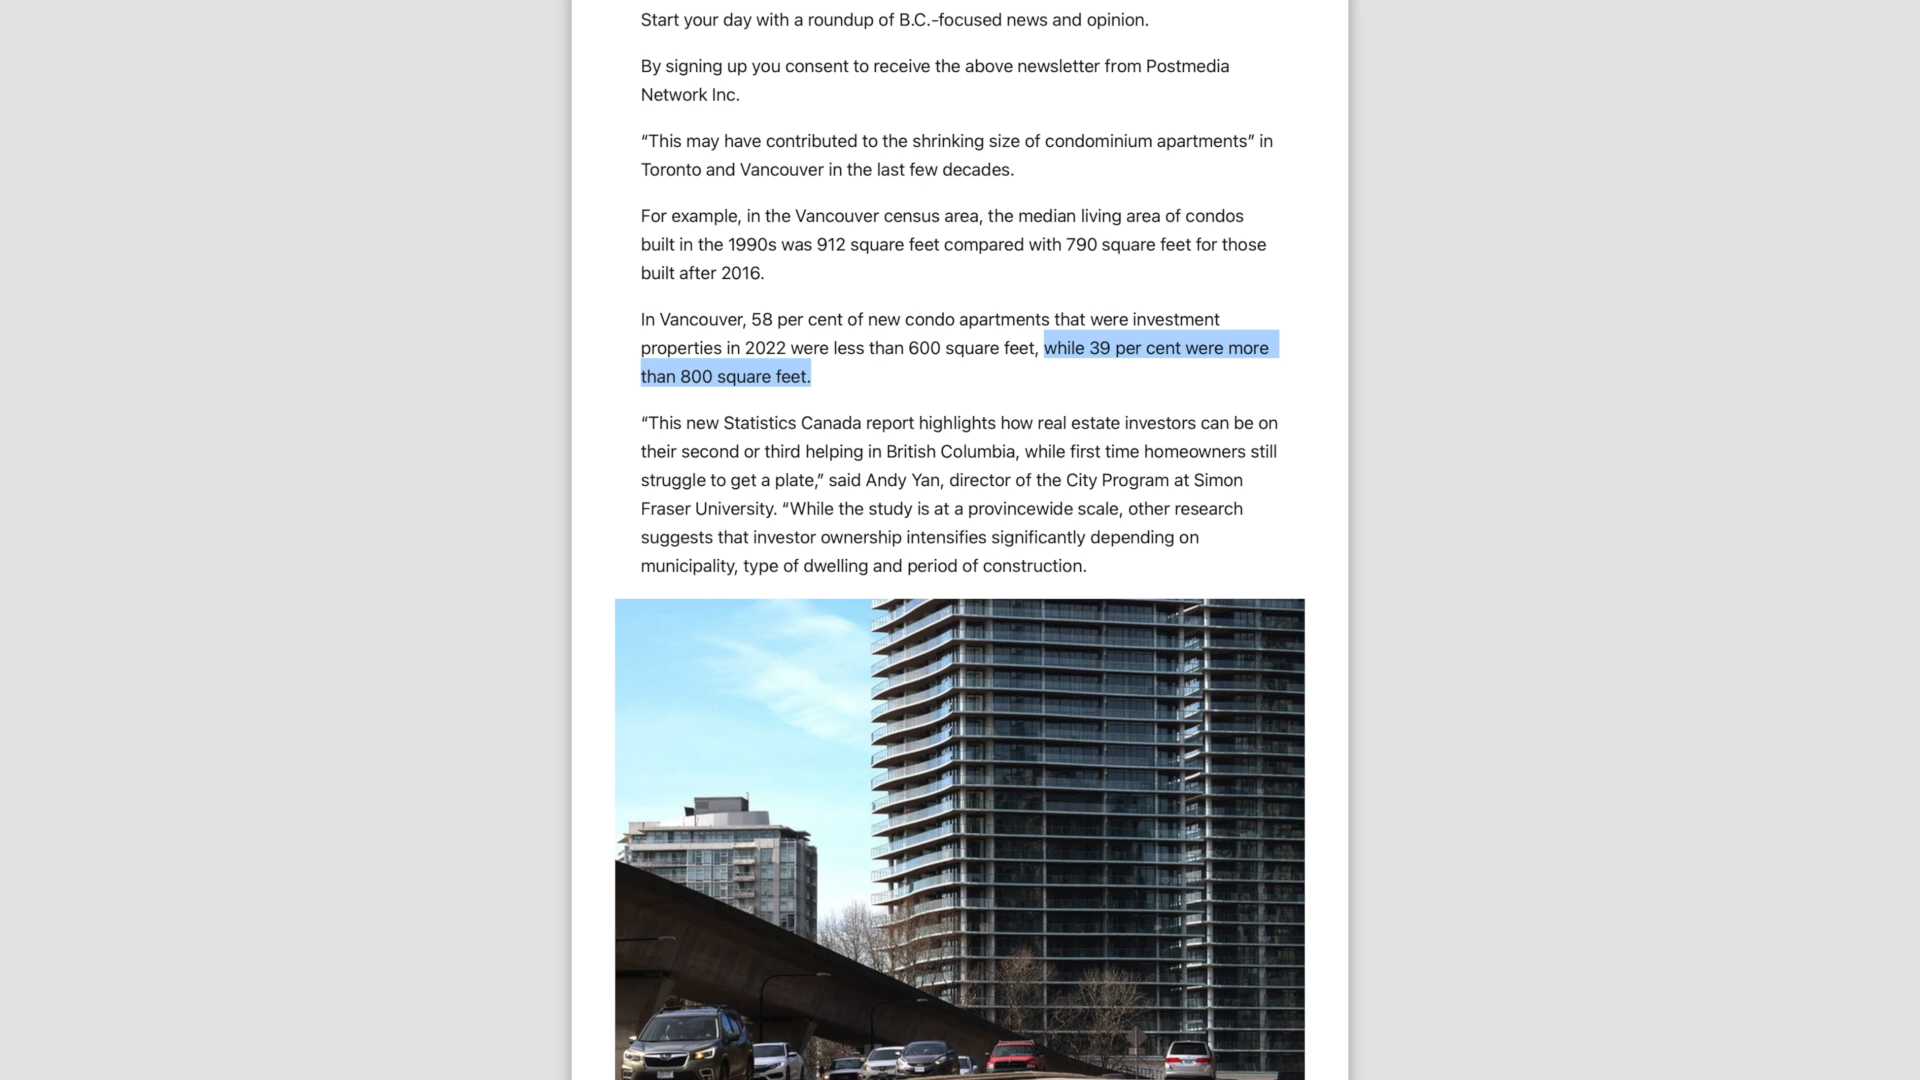 Start your day with a roundup of B.C.-focused news and opinion.
By signing up you consent to receive the above newsletter from Postmedia
Network Inc.
“This may have contributed to the shrinking size of condominium apartments” in
Toronto and Vancouver in the last few decades.
For example, in the Vancouver census area, the median living area of condos
built in the 1990s was 912 square feet compared with 790 square feet for those
built after 2016.
In Vancouver, 58 per cent of new condo apartments that were investment
properties in 2022 were less than 600 square feet, while 39 per cent were more
than 800 square feet.
“This new Statistics Canada report highlights how real estate investors can be on
their second or third helping in British Columbia, while first time homeowners still
struggle to get a plate,” said Andy Yan, director of the City Program at Simon
Fraser University. “While the study is at a provincewide scale, other research
suggests that investor ownership intensifies significantly depending on
municipality, type of dwelling and period of construction.